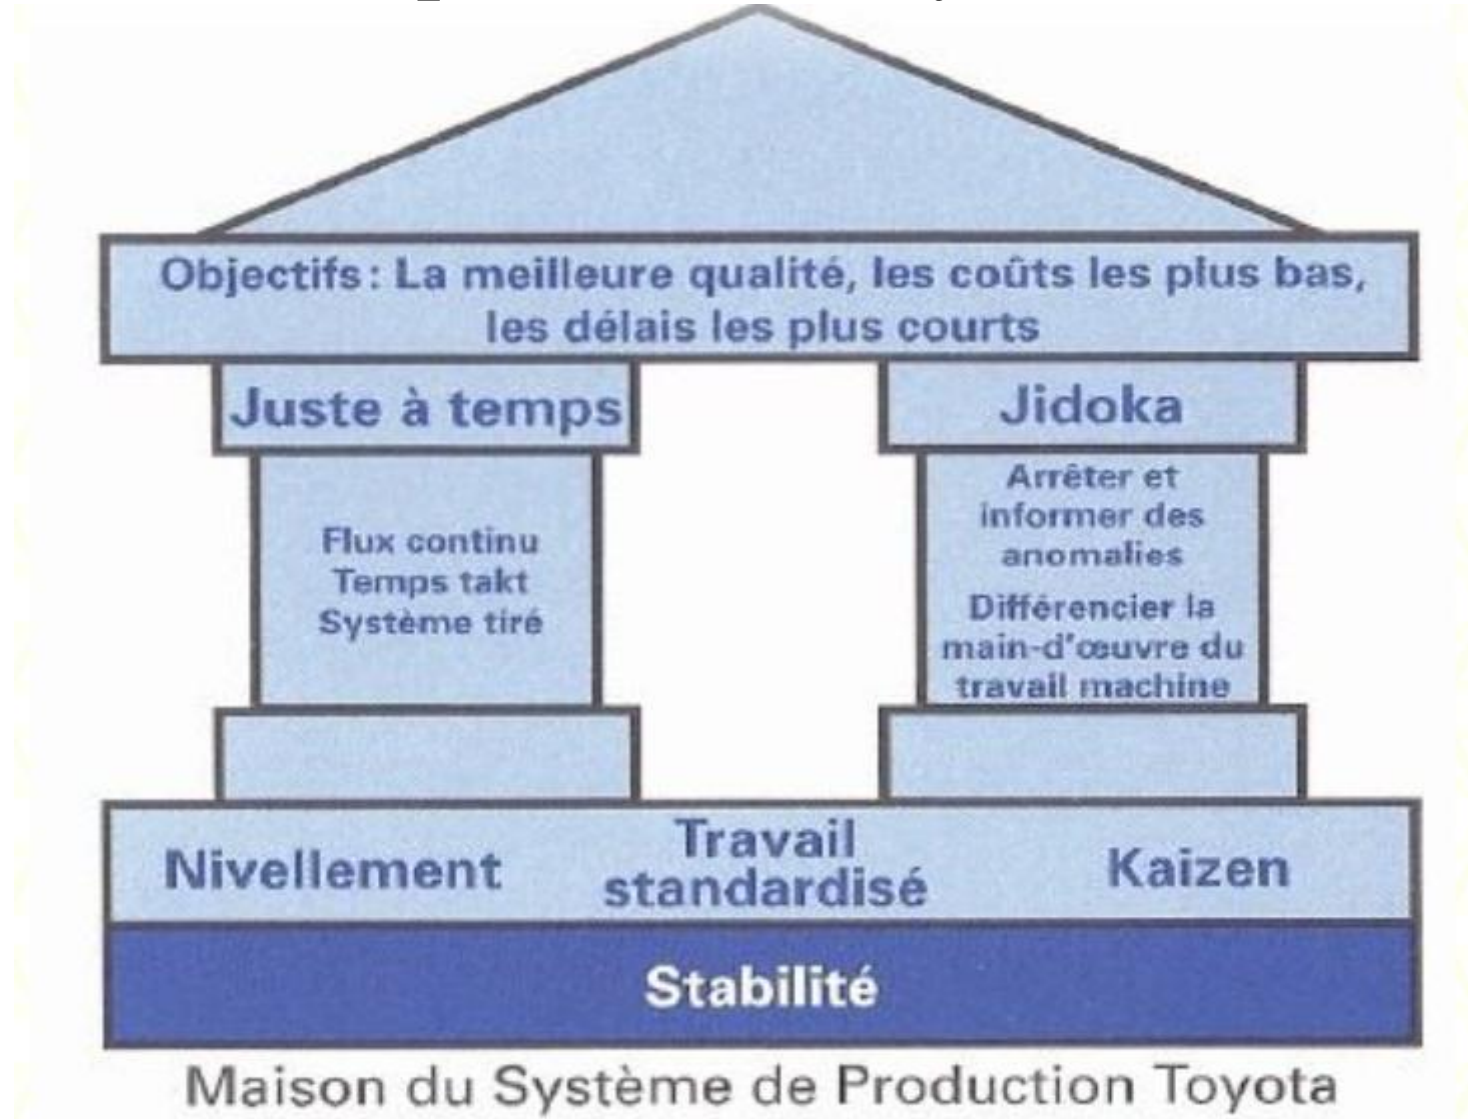 Objectifs : La meilleure qualité, les coûts les plus bas,
les délais les plus courts
Juste à temps
Flux continu
Temps takt
Système tiré
Jidoka
Arrêter et
informer des
anomalies
Différencier la
main-d'œuvre du
travail machine
Nivellement
Travail
standardisé
Kaizen
Stabilité
Maison du Système de Production Toyota